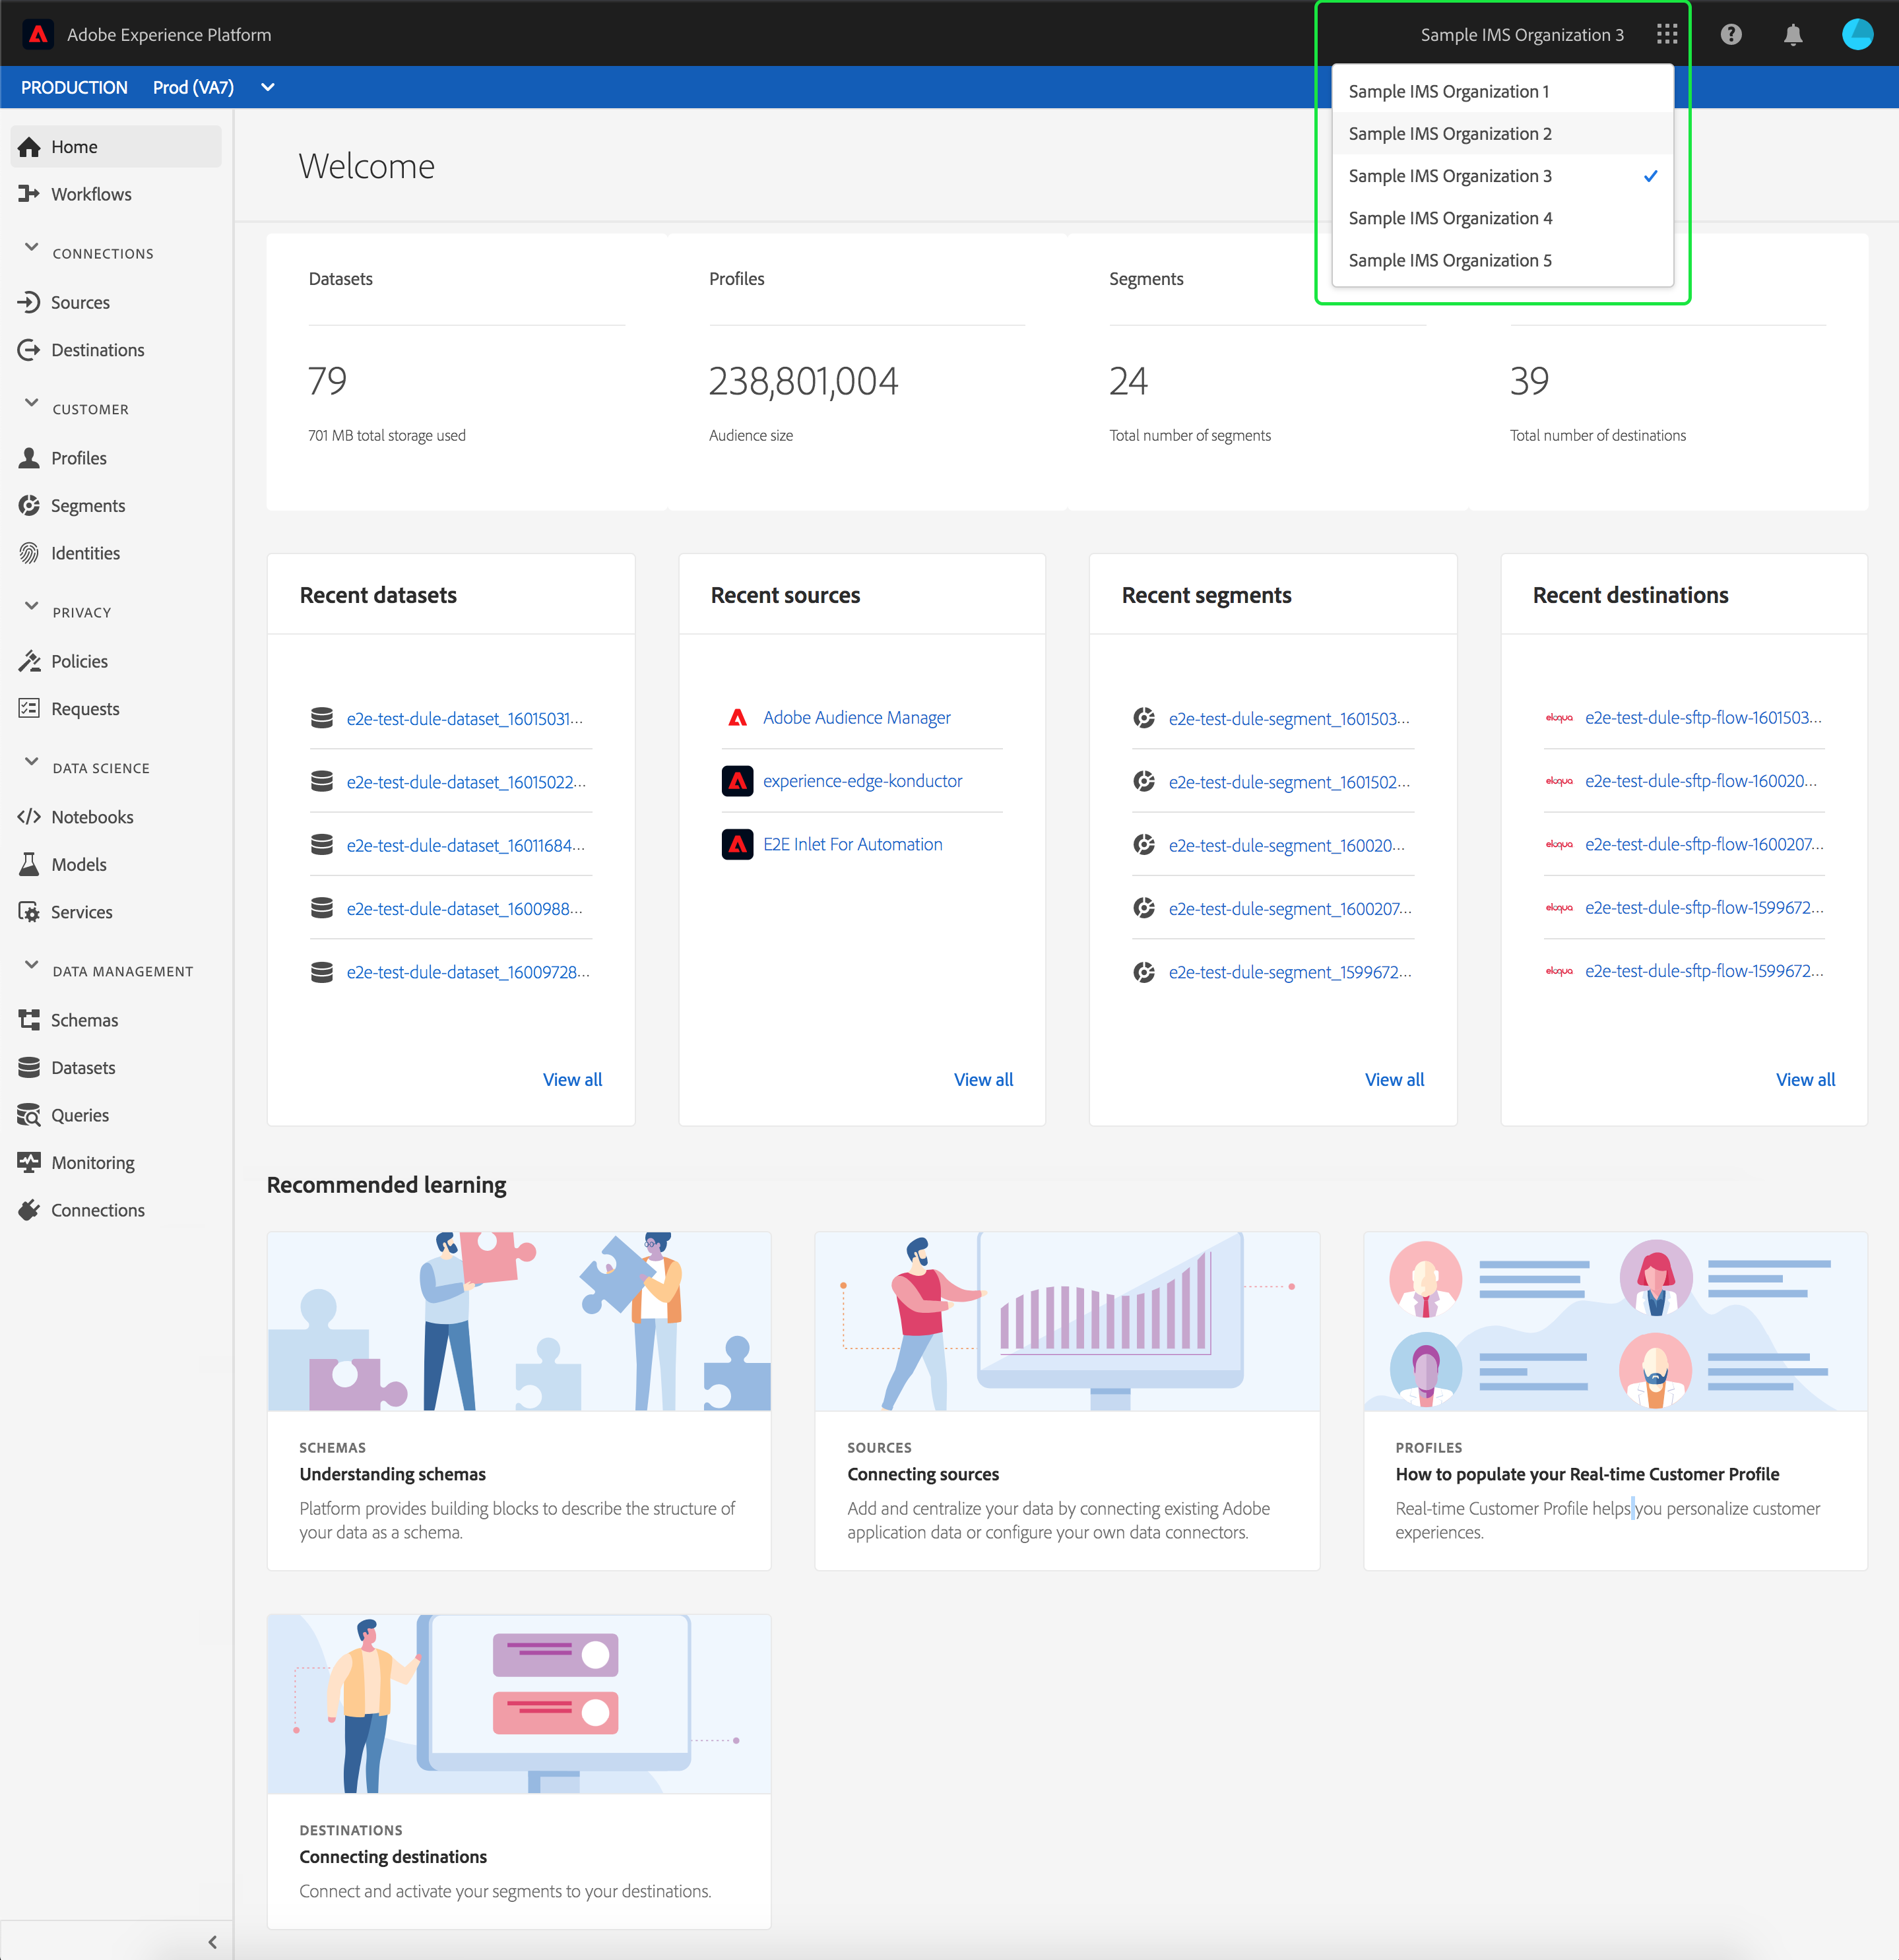 Adobe Experience Platform
Sample IMS Organization 3
PRODUCTION Prod (VA7)
Sample IMS Organization 1
Sample IMS Organization 2
Sample IMS Organization 3
Sample IMS Organization 4
Sample IMS Organization 5
Home
Workflows
CONNECTIONS
Sources
Destinations
CUSTOMER
Profiles
Segments
Identities
PRIVACY
Policies
Requests
DATA SCIENCE
Notebooks
Models
Services
DATA MANAGEMENT
Schemas
Datasets
Queries
Monitoring
Connections
Welcome
Datasets
79
701 MB total storage used
Profiles
238,801,004
Audience size
Segments
24
Total number of segments
39
Total number of destinations
Recent datasets
e2e-test-dule-dataset_16015031...
e2e-test-dule-dataset_16015022...
e2e-test-dule-dataset_16011684...
e2e-test-dule-dataset_1600988...
e2e-test-dule-dataset_16009728...
View all
Recent sources
Adobe Audience Manager
experience-edge-konductor
E2E Inlet For Automation
View all
Recent segments
e2e-test-dule-segment_1601503...
e2e-test-dule-segment_1601502...
e2e-test-dule-segment_160020...
e2e-test-dule-segment_1600207...
e2e-test-dule-segment_1599672...
View all
Recent destinations
eloqua e2e-test-dule-sftp-flow-1601503...
eloqua e2e-test-dule-sftp-flow-160020...
eloqua e2e-test-dule-sftp-flow-1600207...
eloqua e2e-test-dule-sftp-flow-1599672...
eloqua e2e-test-dule-sftp-flow-1599672...
View all
Recommended learning
SCHEMAS
Understanding schemas
Platform provides building blocks to describe the structure of
your data as a schema.
SOURCES
Connecting sources
Add and centralize your data by connecting existing Adobe
application data or configure your own data connectors.
PROFILES
How to populate your Real-time Customer Profile
Real-time Customer Profile helps you personalize customer
experiences.
DESTINATIONS
Connecting destinations
Connect and activate your segments to your destinations.